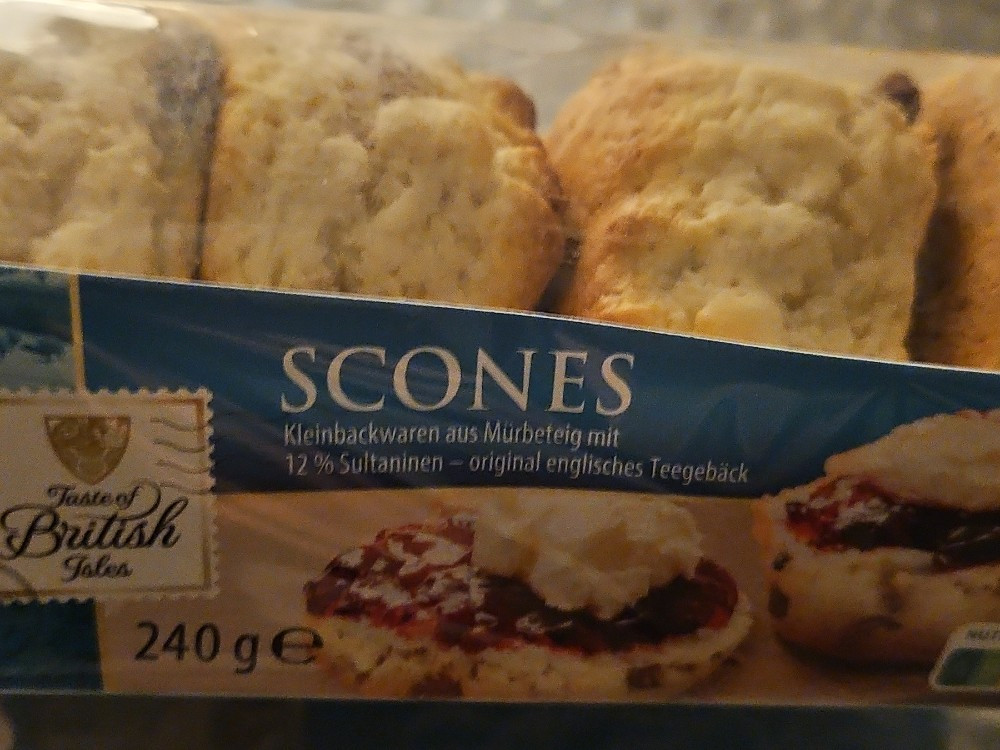 SCONES
Kleinbackwaren aus Mürbeteig mit
12 % Sultaninen – original englisches Teegebäck
Taste of
British
Isles
240 g ℮